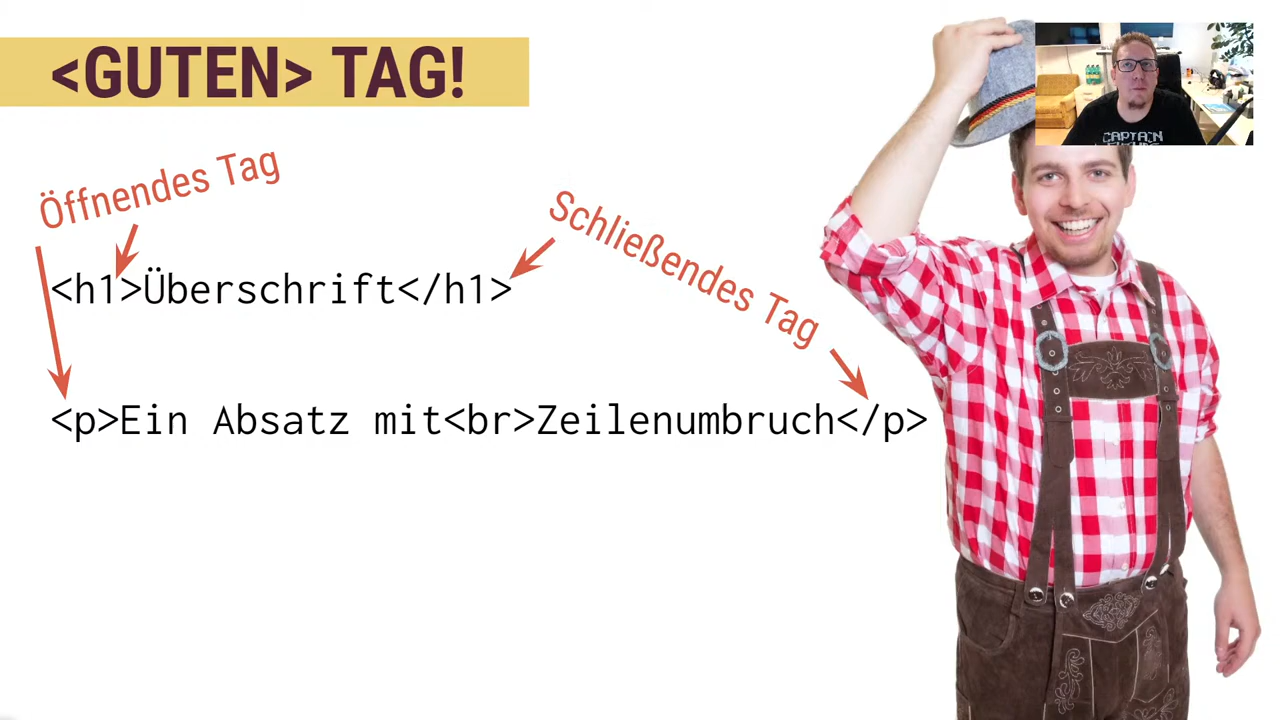 <GUTEN> TAG!
Öffnendes Tag
Schließendes Tag
<h1>Überschrift</h1>
<p>Ein Absatz mit<br>Zeilenumbruch</p>
CAPTAIN